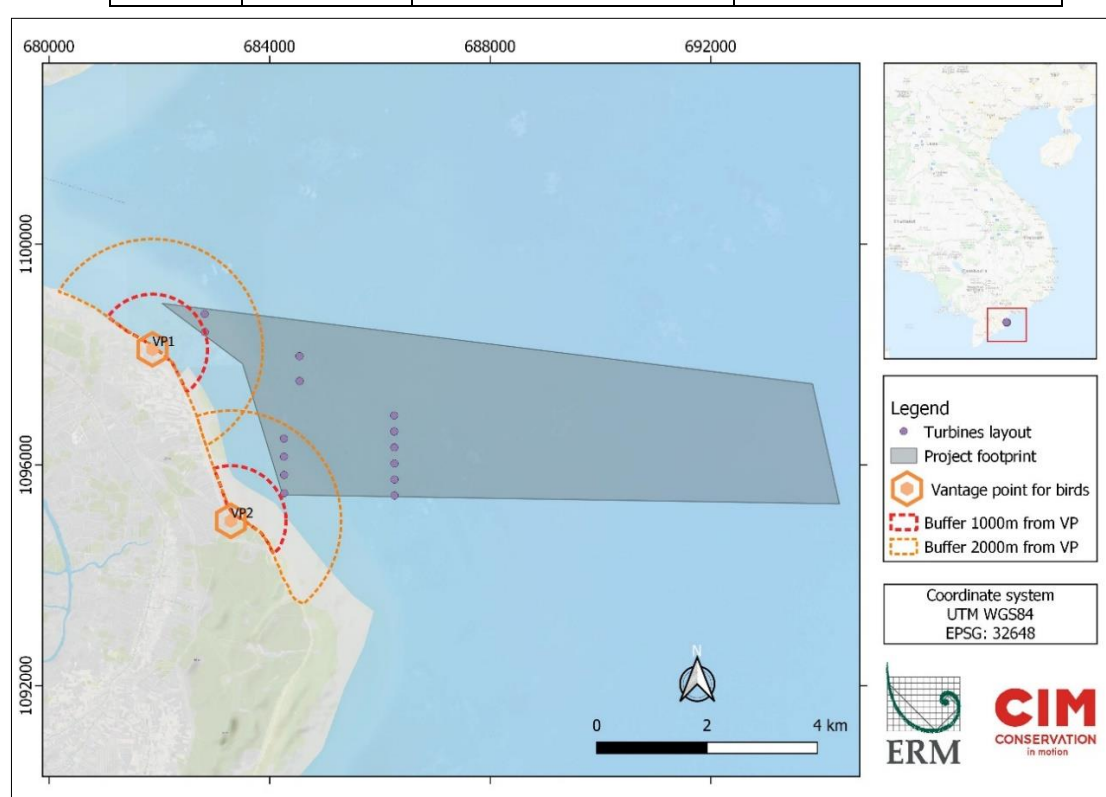 680000
684000
688000
692000
1100000
1096000
1092000
VP1
VP2
N
0
2
4 km
Legend
Turbines layout
Project footprint
Vantage point for birds
Buffer 1000m from VP
Buffer 2000m from VP
Coordinate system
UTM WGS84
EPSG: 32648
ERM
CIM
CONSERVATION
in motion